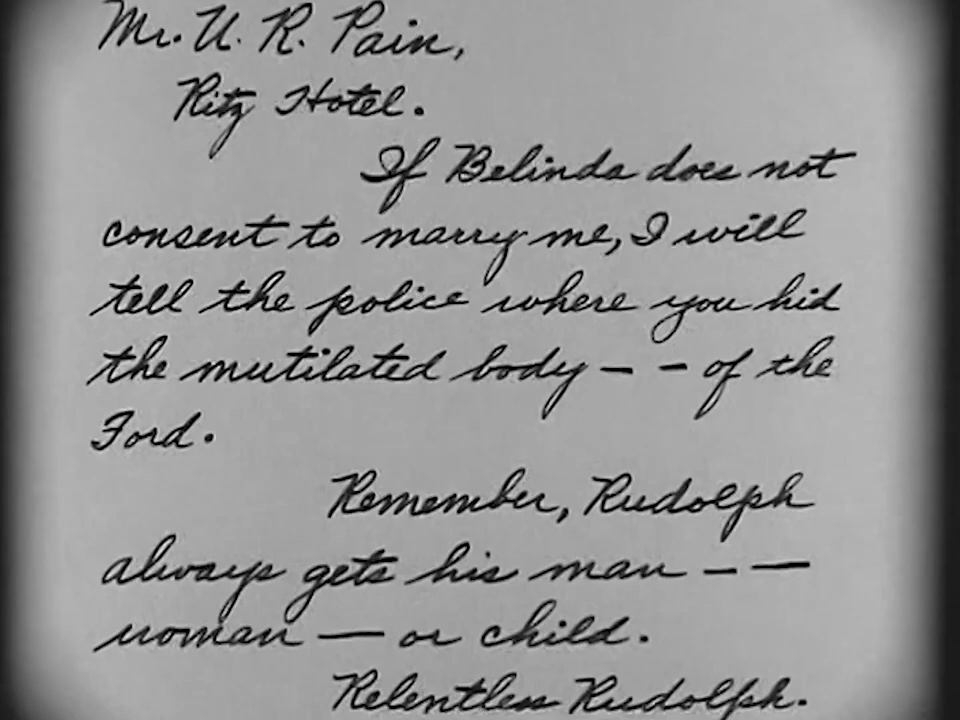 Mr. U. R. Pain,
Ritz Hotel.
If Belinda does not
consent to marry me, I will
tell the police where you hid
the mutilated body - - of the
Ford.
Remember, Rudolph
always gets his man - -
woman - or child.
Relentless Rudolph.